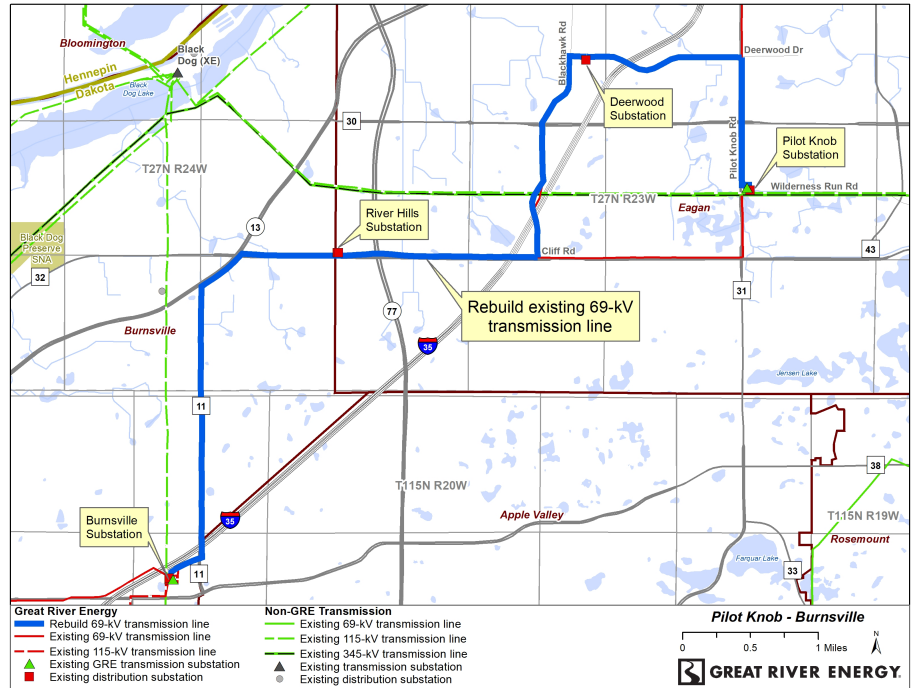 Bloomington
Black
Dog (XE)
Hennepin
Dakota
Black
Dog Lake
Blackhawk Rd
Deerwood Dr
Deerwood
Substation
30
Pilot Knob Rd
Pilot Knob
Substation
T27N R24W
Wilderness Run Rd
T27N R23W
Eagan
River Hills
Substation
13
Black Dog
Preserve
SNA
32
Cliff Rd
43
31
Rebuild existing 69-kV
transmission line
77
Burnsville
35
Jensen Lake
11
38
T115N R20W
Burnsville
Substation
35
Apple Valley
T115N R19W
Rosemount
Farquar Lake
33
11
Great River Energy
Rebuild 69-kV transmission line
Existing 69-kV transmission line
Existing 115-kV transmission line
Existing GRE transmission substation
Existing distribution substation
Non-GRE Transmission
Existing 69-kV transmission line
Existing 115-kV transmission line
Existing 345-kV transmission line
Existing transmission substation
Existing distribution substation
Pilot Knob - Burnsville
0 0.5 1 Miles
N
GREAT RIVER ENERGY.